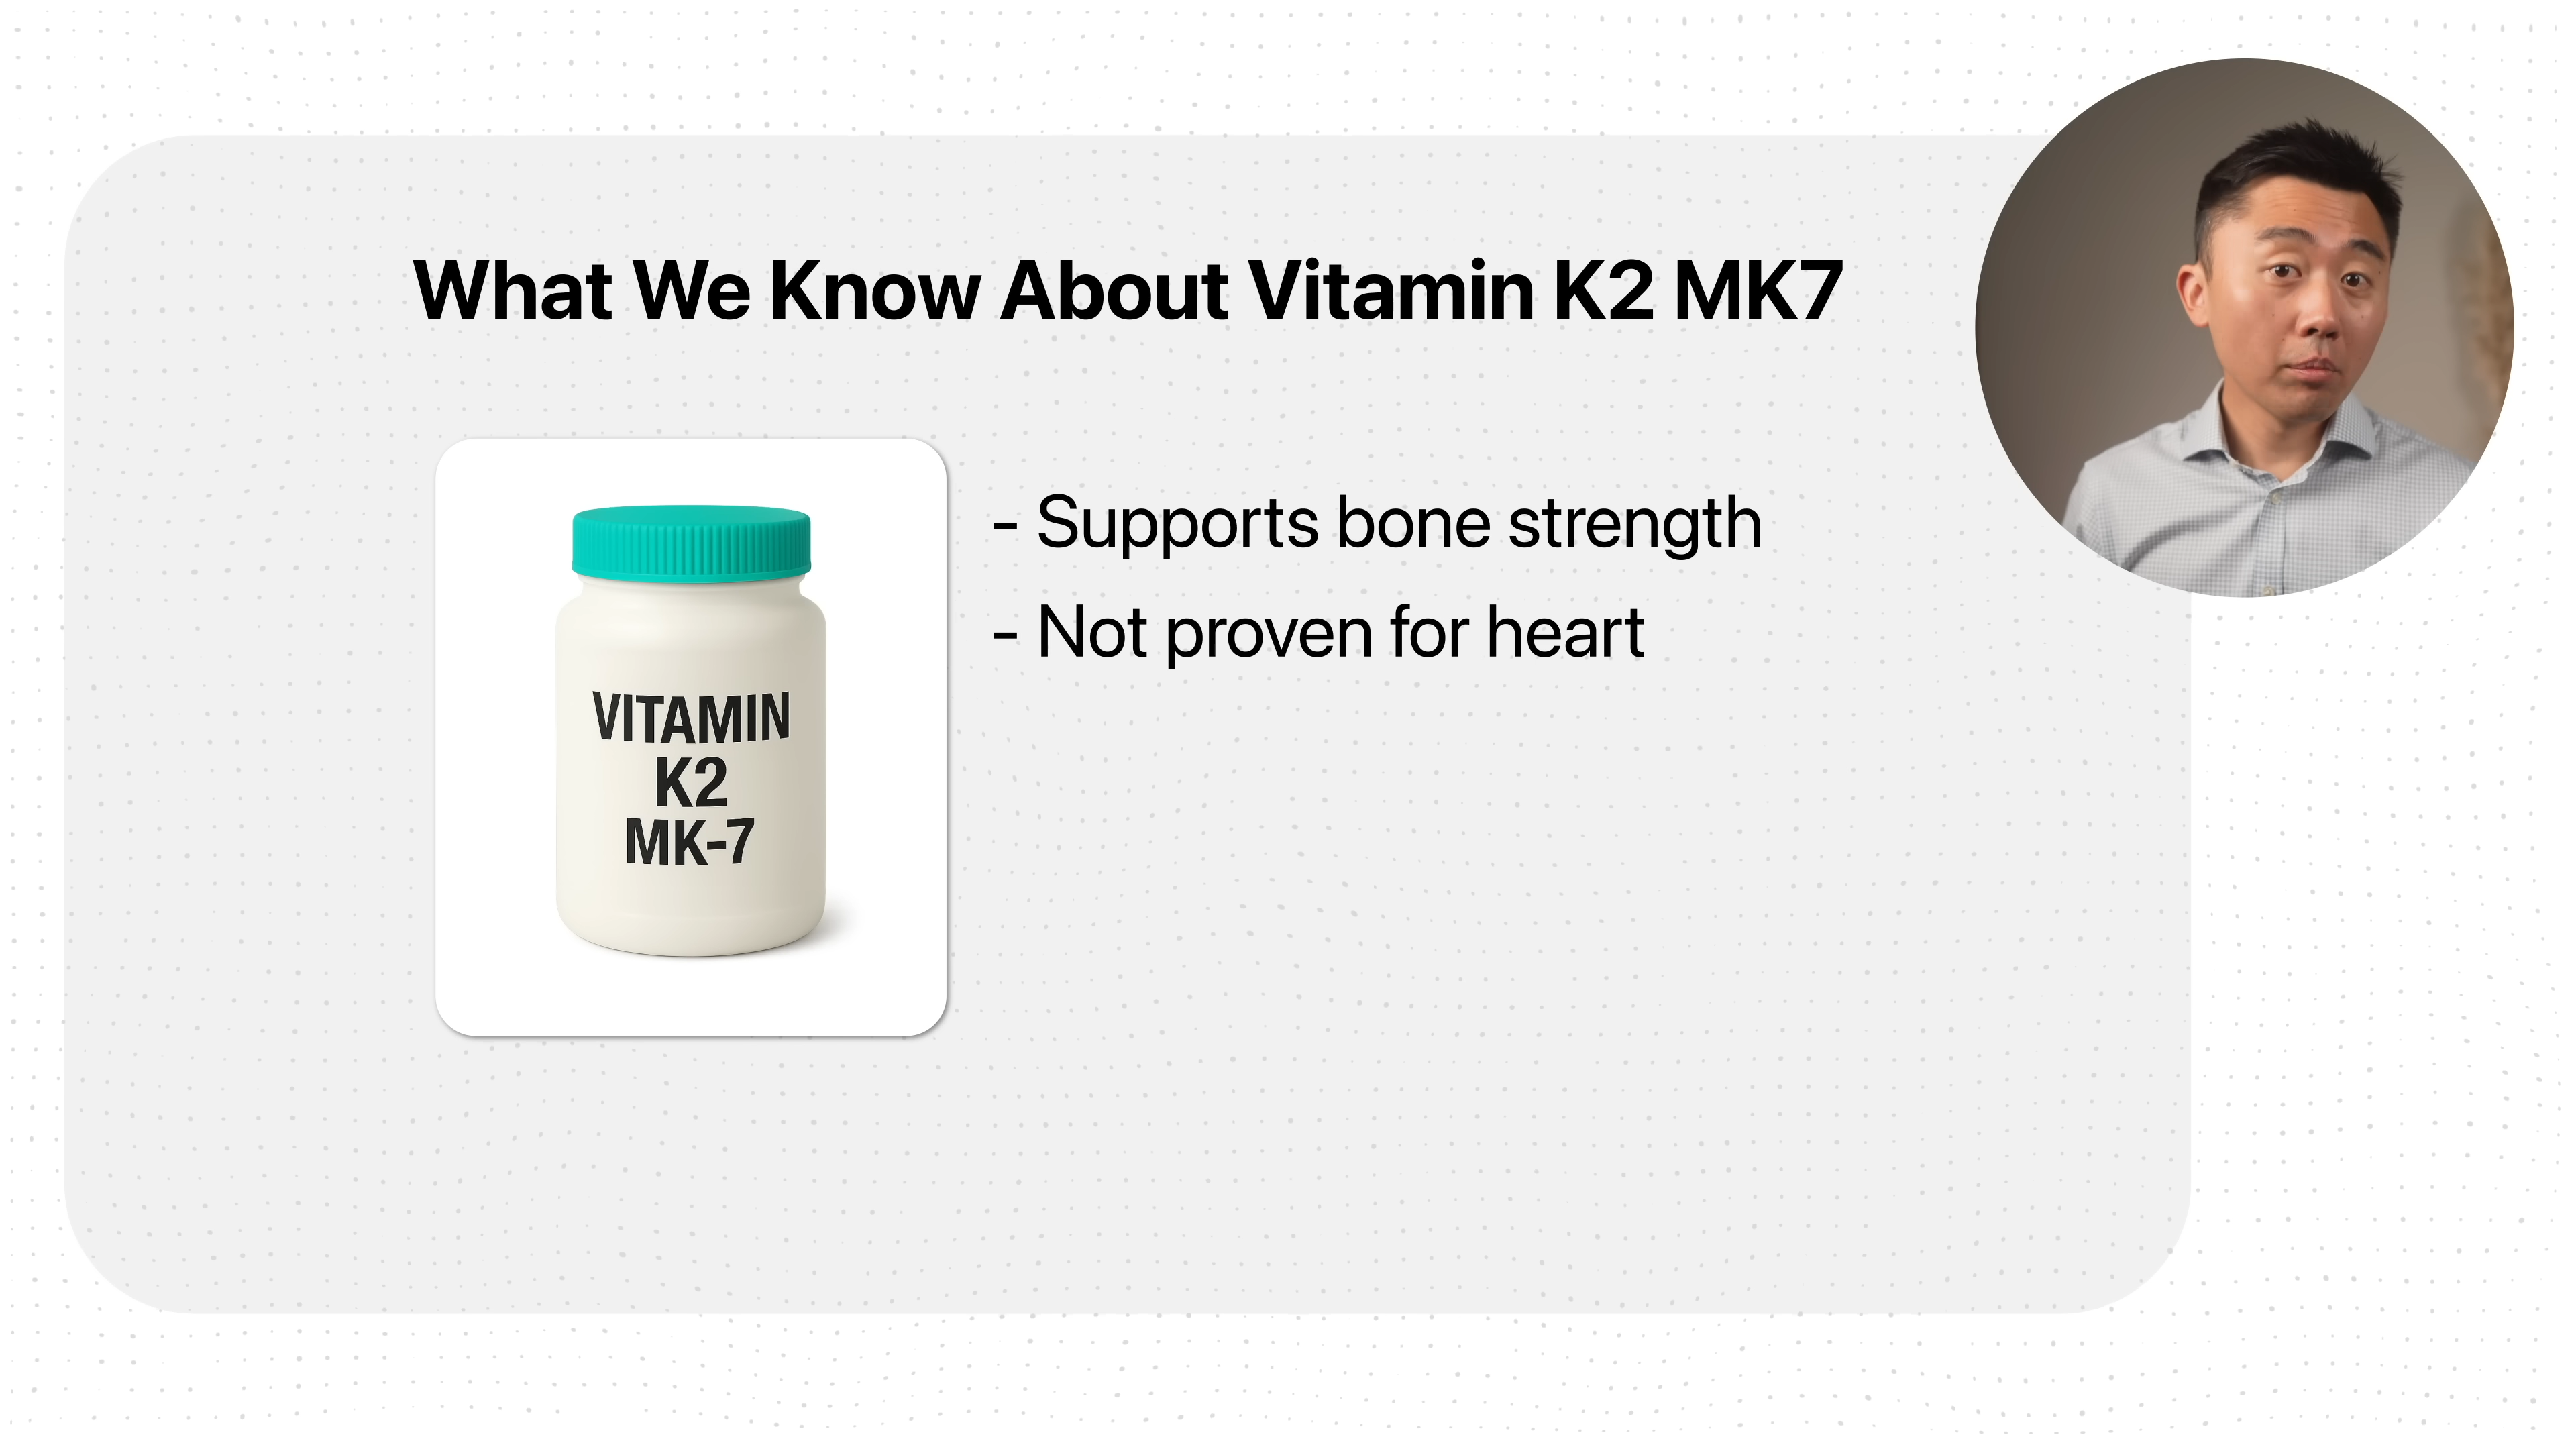 What We Know About Vitamin K2 MK7
VITAMIN
K2
MK-7
- Supports bone strength
- Not proven for heart